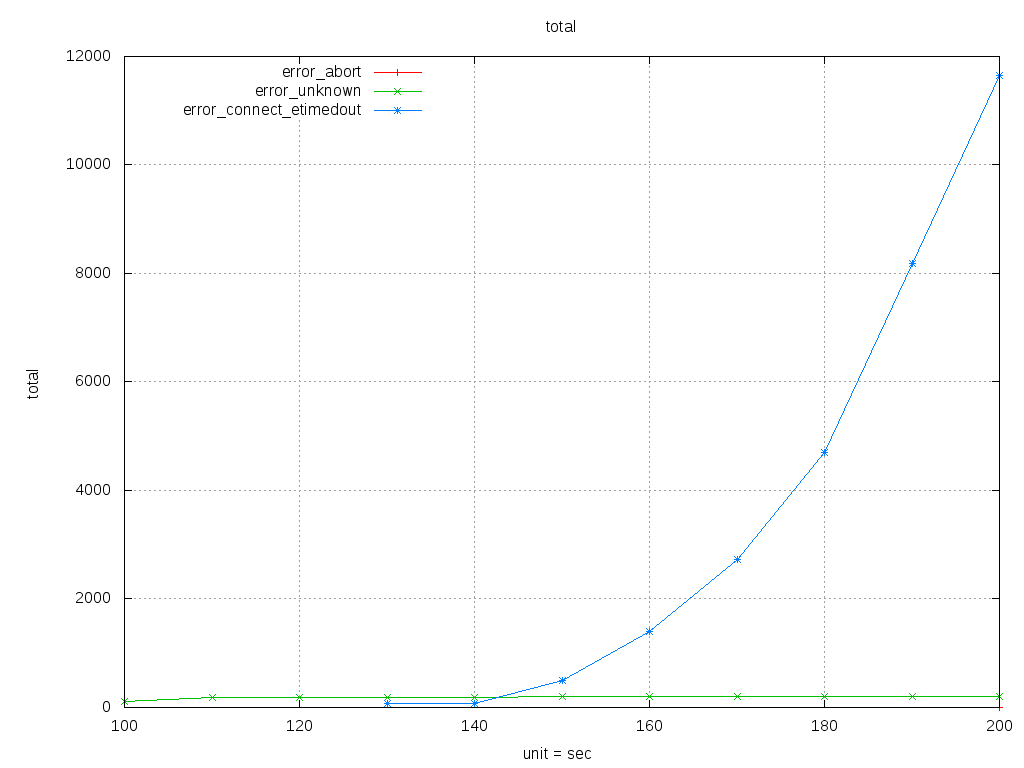 total
error_abort
error_unknown
error_connect_etimedout
12000
10000
8000
6000
4000
2000
0
total
100 120 140 160 180 200
unit = sec